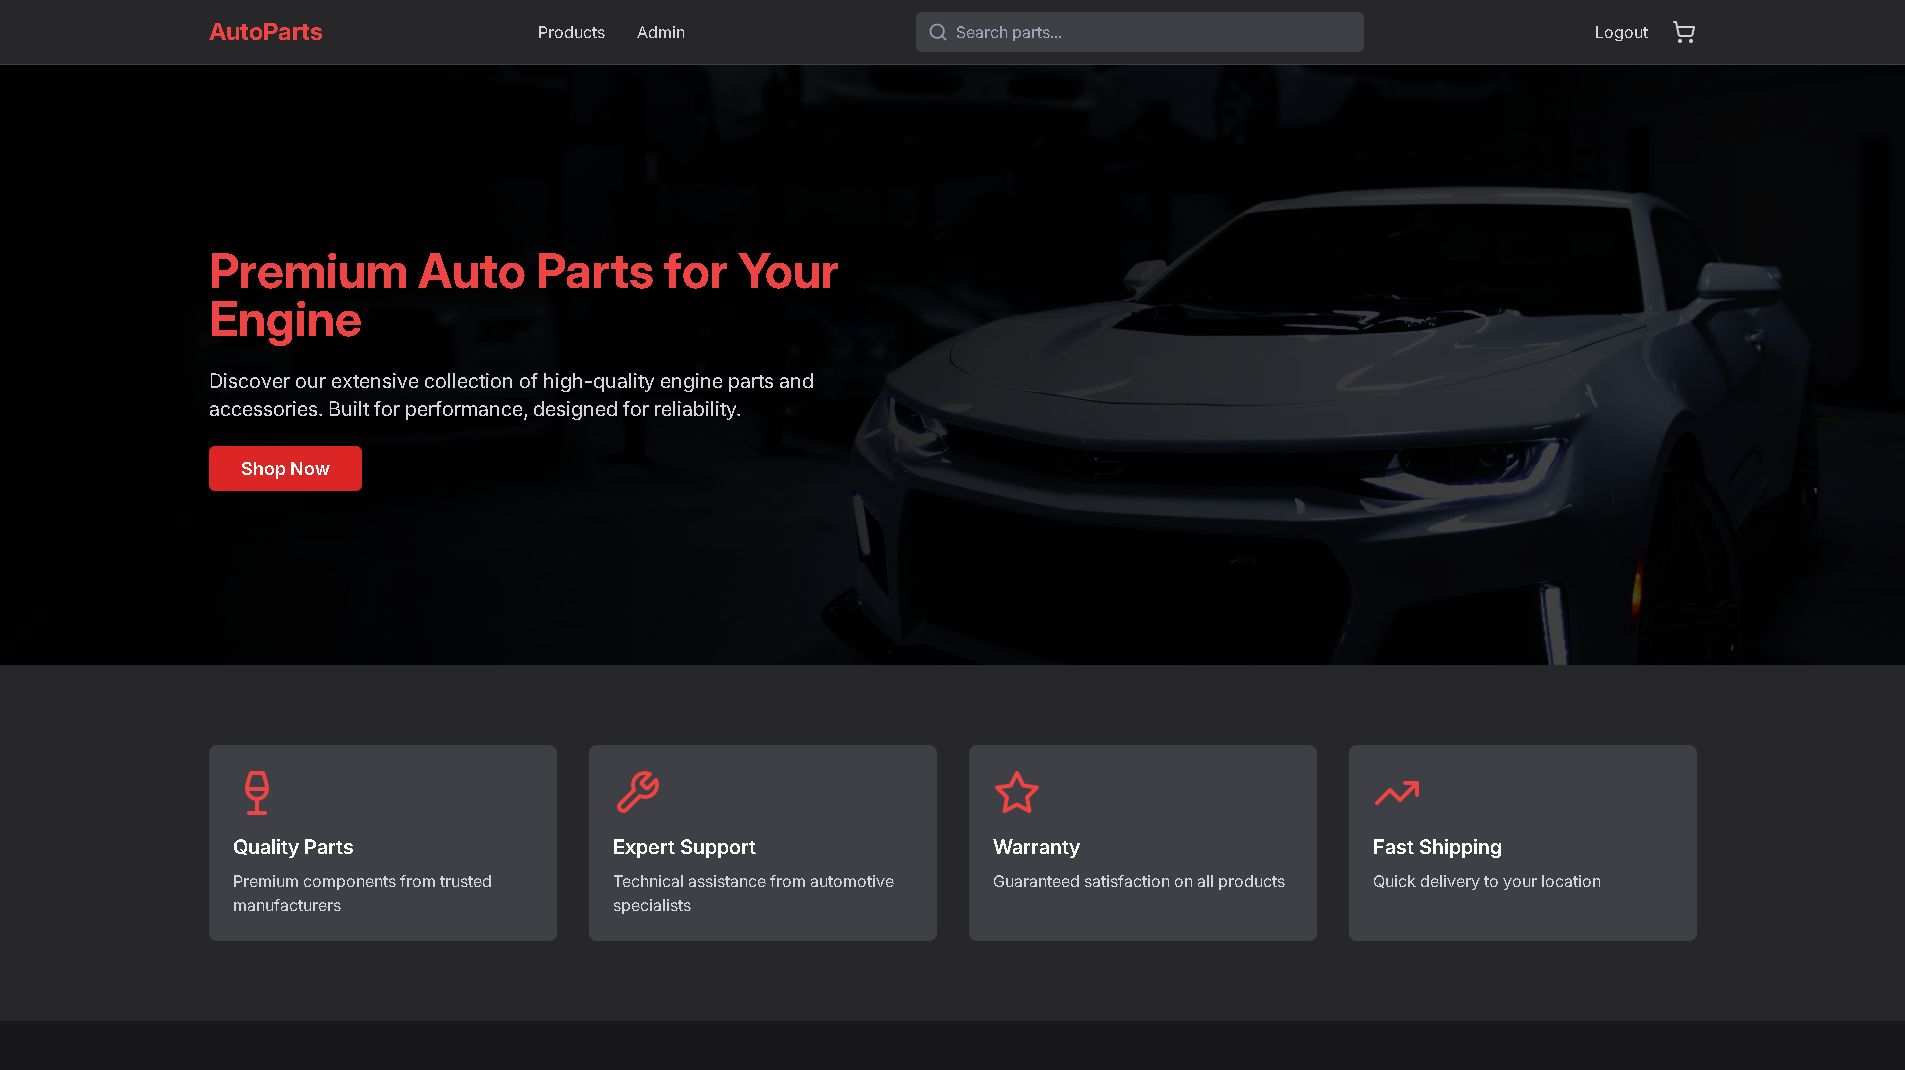 AutoParts
Products
Admin
Search parts...
Logout
Premium Auto Parts for Your
Engine
Discover our extensive collection of high-quality engine parts and
accessories. Built for performance, designed for reliability.
Shop Now
Quality Parts
Premium components from trusted
manufacturers
Expert Support
Technical assistance from automotive
specialists
Warranty
Guaranteed satisfaction on all products
Fast Shipping
Quick delivery to your location